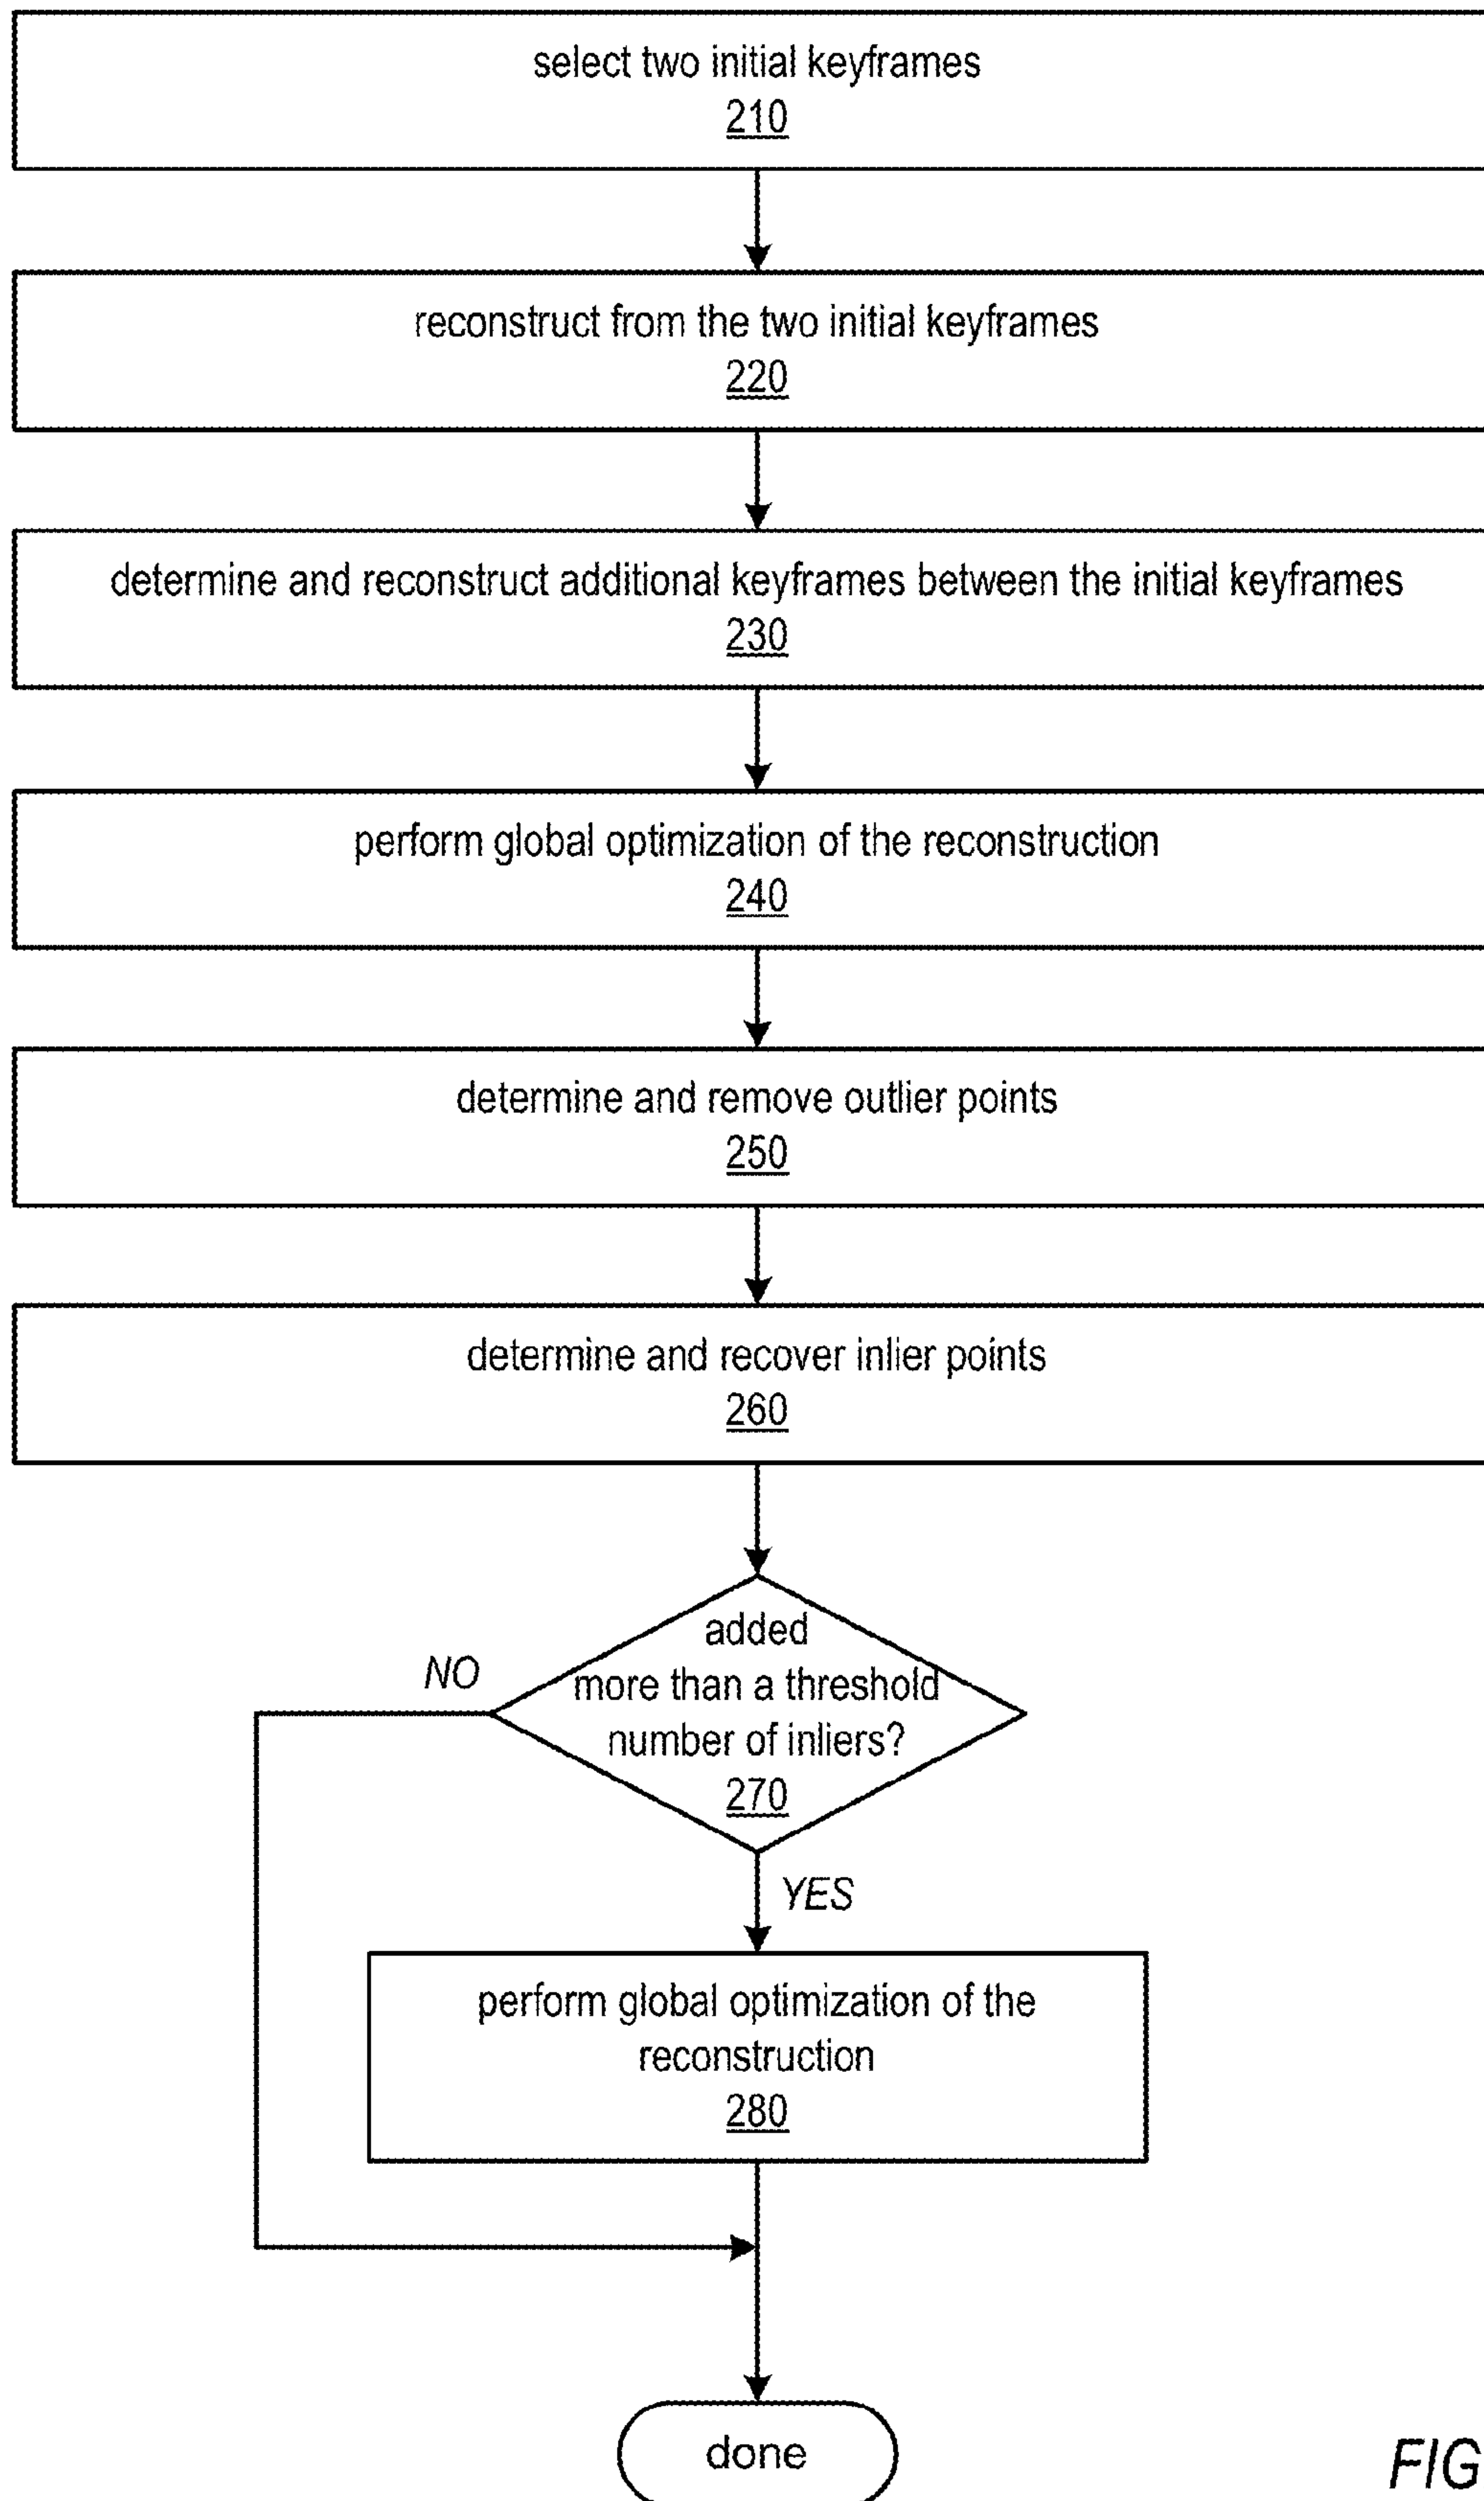 select two initial keyframes
210
reconstruct from the two initial keyframes
220
determine and reconstruct additional keyframes between the initial keyframes
230
perform global optimization of the reconstruction
240
determine and remove outlier points
250
determine and recover inlier points
260
added
more than a threshold
number of inliers?
270
NO
YES
perform global optimization of the
reconstruction
280
done
FIG